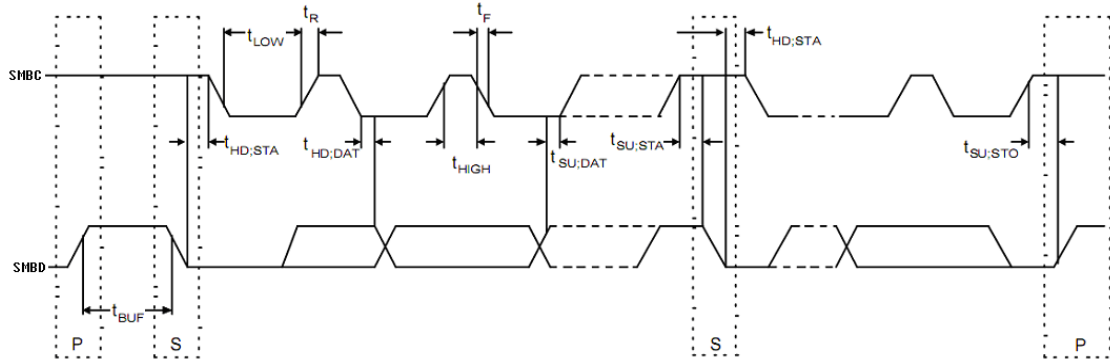 tR
tF
tLOW
tHD;STA
SMBC
tHD;STA
tHD;DAT
tHIGH
tSU;DAT
tSU;STA
tSU;STO
SMBD
tBUF
P
S
S
P